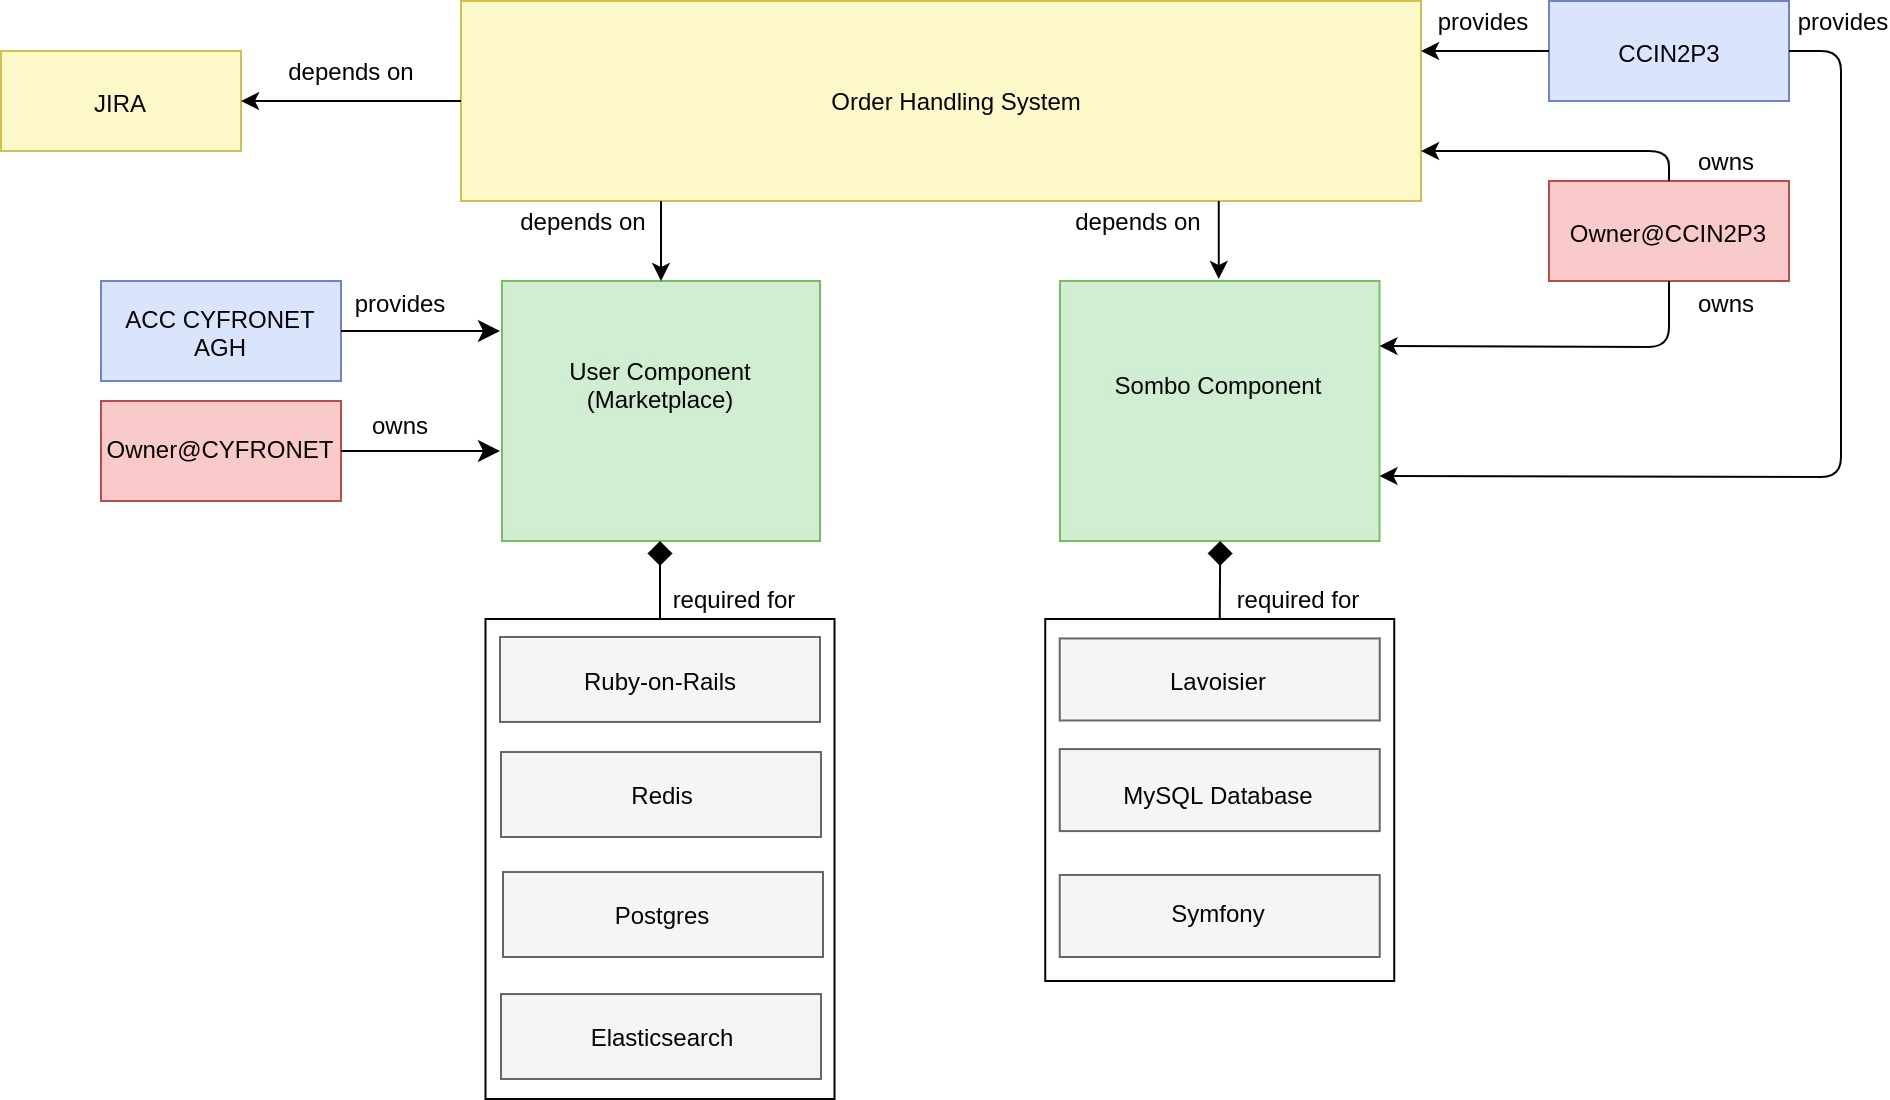 provides
provides
CCIN2P3
depends on
Order Handling System
JIRA
owns
depends on
depends on
Owner@CCIN2P3
provides
owns
ACC CYFRONET
AGH
User Component
(Marketplace)
Sombo Component
owns
Owner@CYFRONET
required for
required for
Ruby-on-Rails
Lavoisier
Redis
MySQL Database
Postgres
Symfony
Elasticsearch